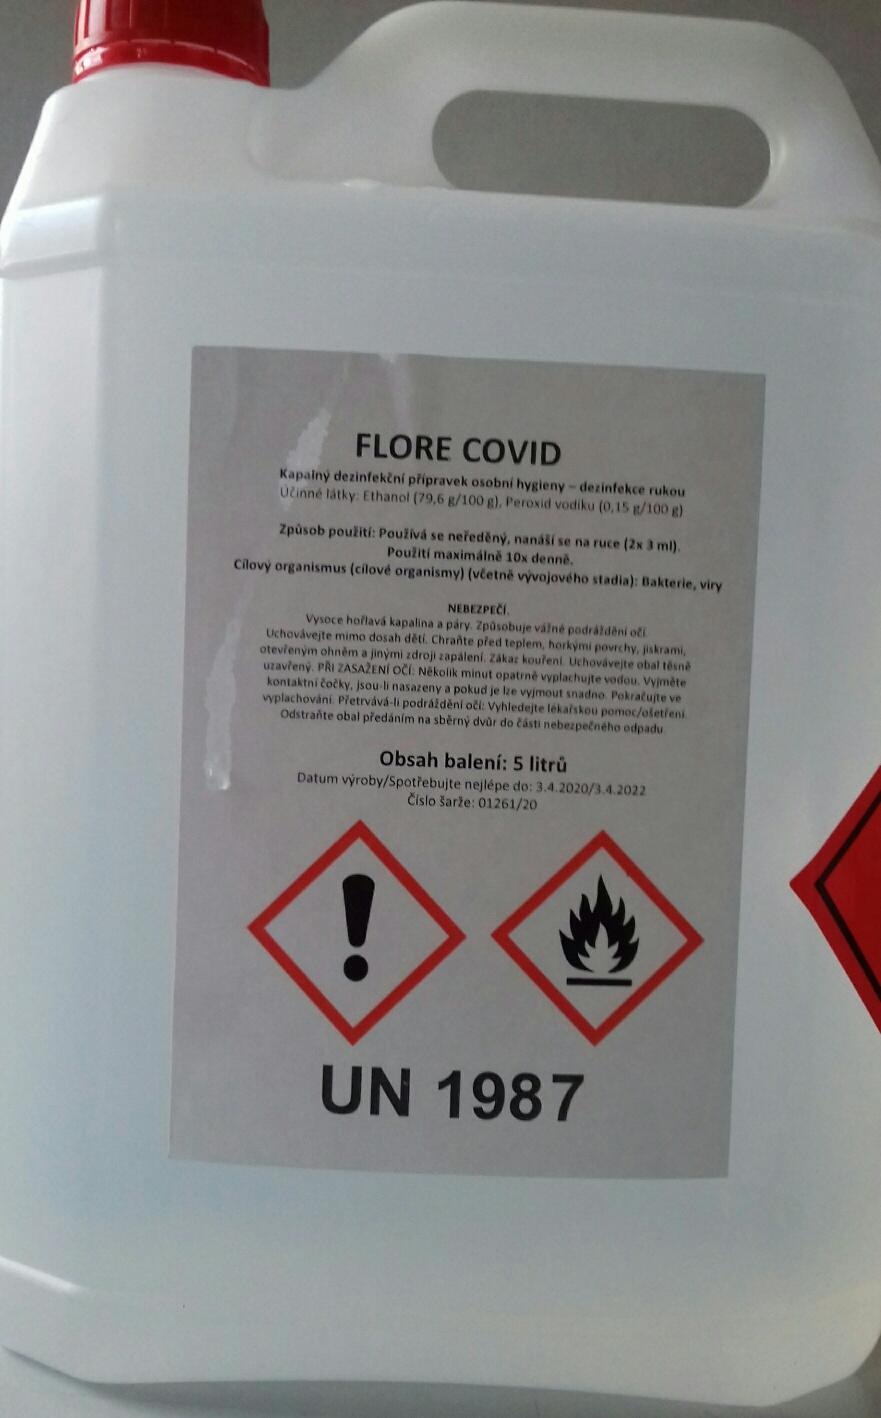 FLORE COVID
Kapalný dezinfekční přípravek osobní hygieny – dezinfekce rukou
Účinné látky: Ethanol (79,6 g/100 g), Peroxid vodíku (0,15 g/100 g)
Způsob použití: Používá se neředěný, nanáší se na ruce (2x 3 ml).
Použití maximálně 10x denně.
Cílový organismus (cílové organismy) (včetně vývojového stadia): Bakterie, viry
NEBEZPEČÍ.
Vysoce hořlavá kapalina a páry. Způsobuje vážné podráždění očí.
Uchovávejte mimo dosah dětí. Chraňte před teplem, horkými povrchy, jiskrami,
otevřeným ohněm a jinými zdroji zapálení. Zákaz kouření. Uchovávejte obal těsně
uzavřený. PŘI ZASAŽENÍ OČÍ: Několik minut opatrně vyplachujte vodou. Vyjměte
kontaktní čočky, jsou-li nasazeny a pokud je lze vyjmout snadno. Pokračujte ve
vyplachování. Přetrvává-li podráždění očí: Vyhledejte lékařskou pomoc/ošetření.
Odstraňte obal předáním na sběrný dvůr do části nebezpečného odpadu.
Obsah balení: 5 litrů
Datum výroby/Spotřebujte nejlépe do: 3.4.2020/3.4.2022
Číslo šarže: 01261/20
UN 1987